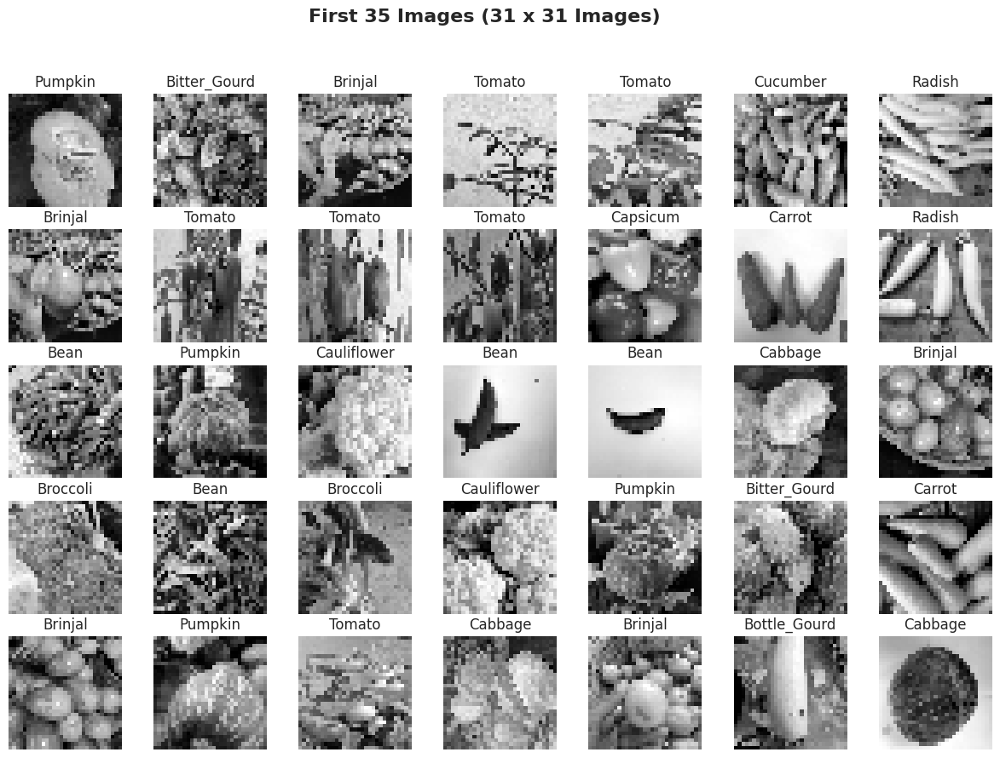 First 35 Images (31 x 31 Images)
Pumpkin Bitter_Gourd Brinjal Tomato Tomato Cucumber Radish
Brinjal Tomato Tomato Tomato Capsicum Carrot Radish
Bean Pumpkin Cauliflower Bean Bean Cabbage Brinjal
Broccoli Bean Broccoli Cauliflower Pumpkin Bitter_Gourd Carrot
Brinjal Pumpkin Tomato Cabbage Brinjal Bottle_Gourd Cabbage